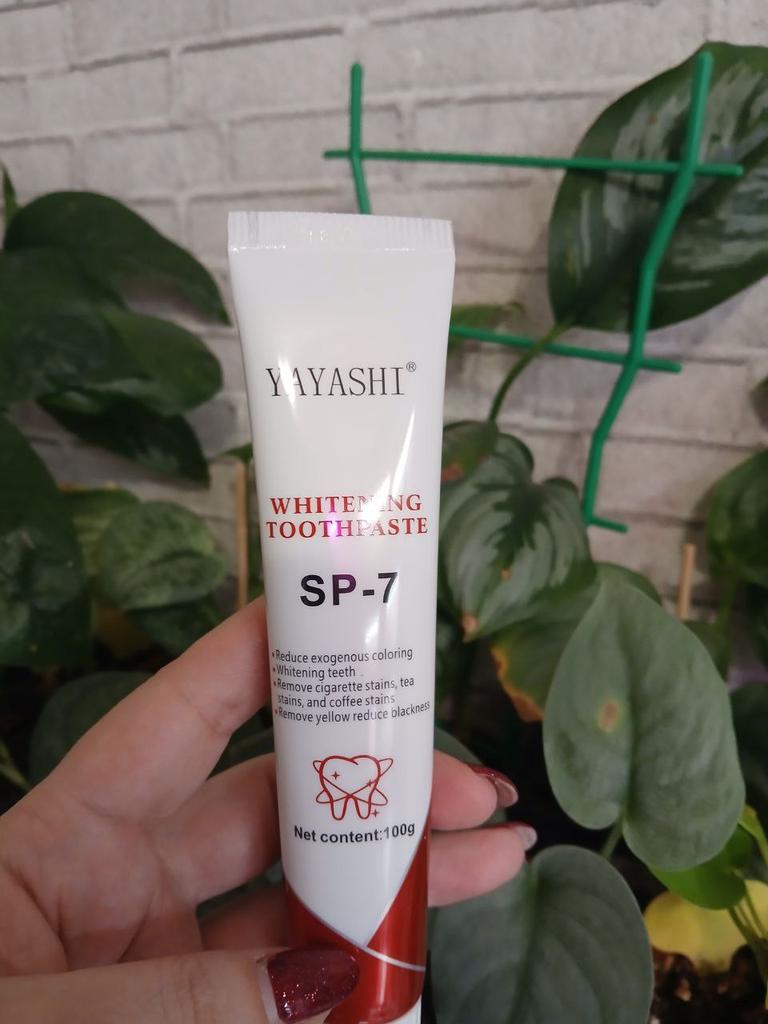 YAYASHI®
WHITENING
TOOTHPASTE
SP-7
•Reduce exogenous coloring
•Whitening teeth
•Remove cigarette stains, tea
stains, and coffee stains
•Remove yellow reduce blackness
Net content:100g